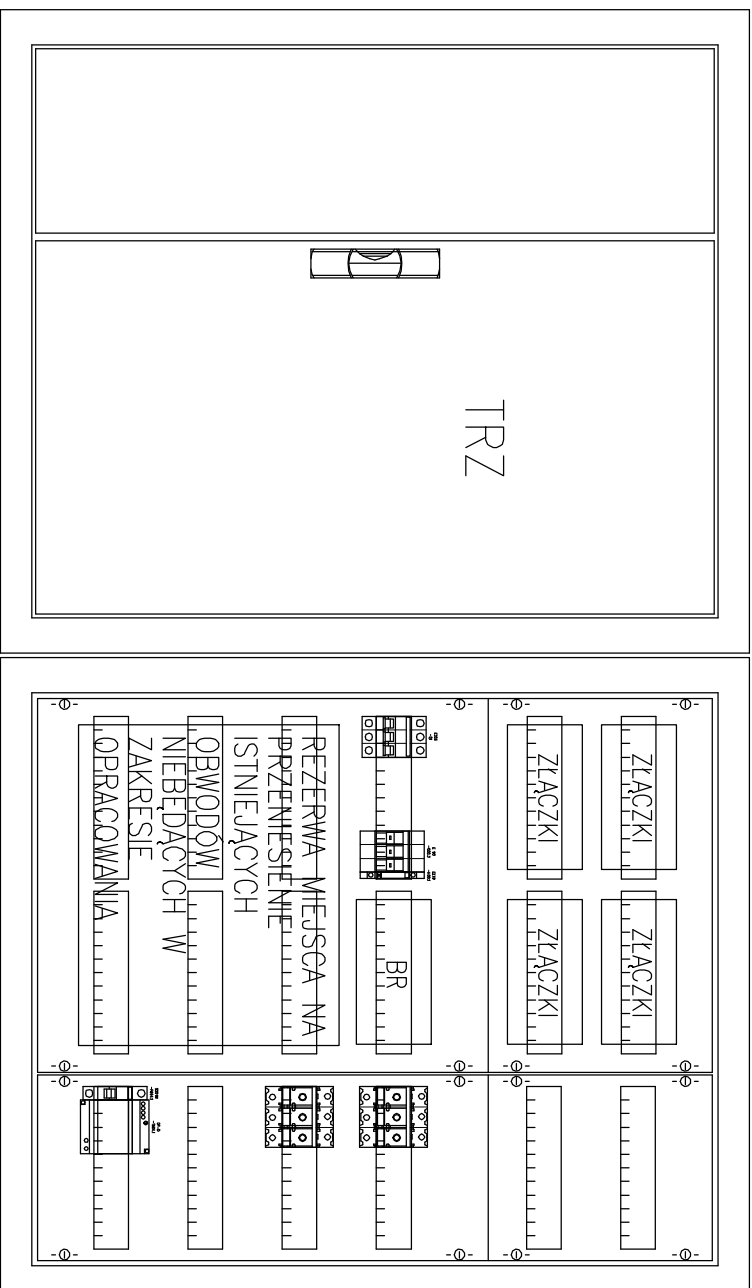 TRZ
ZŁĄCZKI
ZŁĄCZKI
ZŁĄCZKI
ZŁĄCZKI
REZERWA MIEJSCA NA
PRZENIESIENIE
ISTNIEJĄCYCH
OBWODÓW
NIEBĘDĄCYCH W
ZAKRESIE
OPRACOWANIA
BR